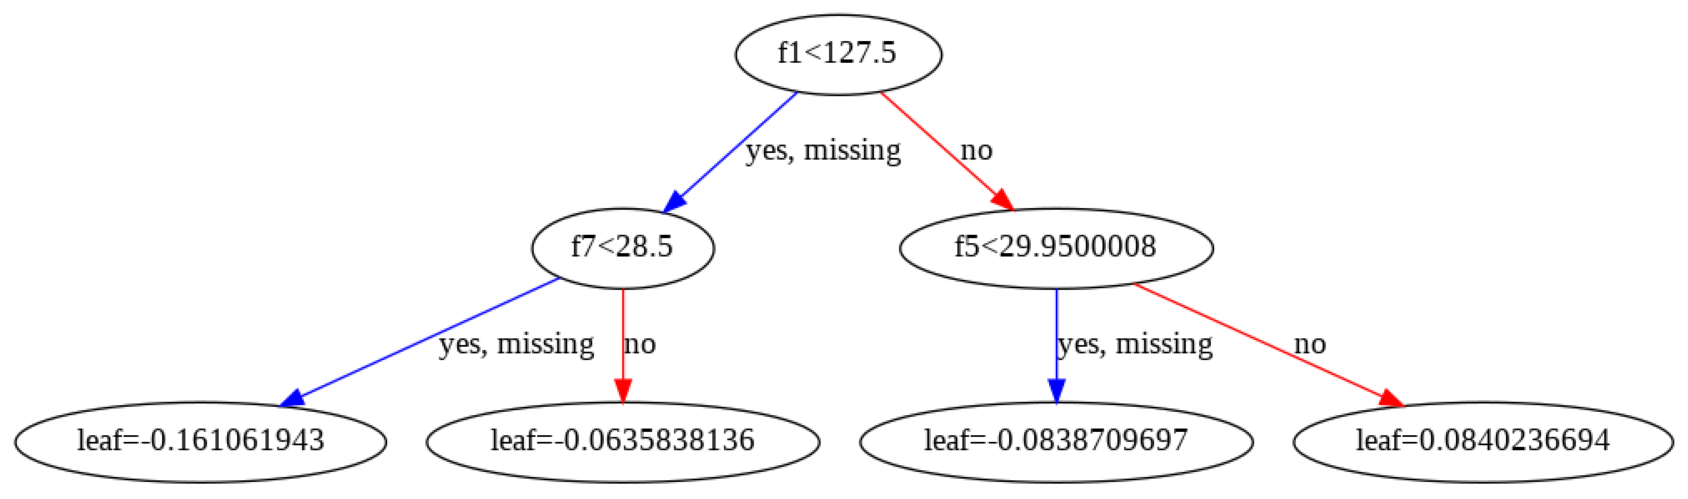 f1<127.5
yes, missing
no
f7<28.5
f5<29.9500008
yes, missing
no
yes, missing
no
leaf=-0.161061943
leaf=-0.0635838136
leaf=-0.0838709697
leaf=0.0840236694